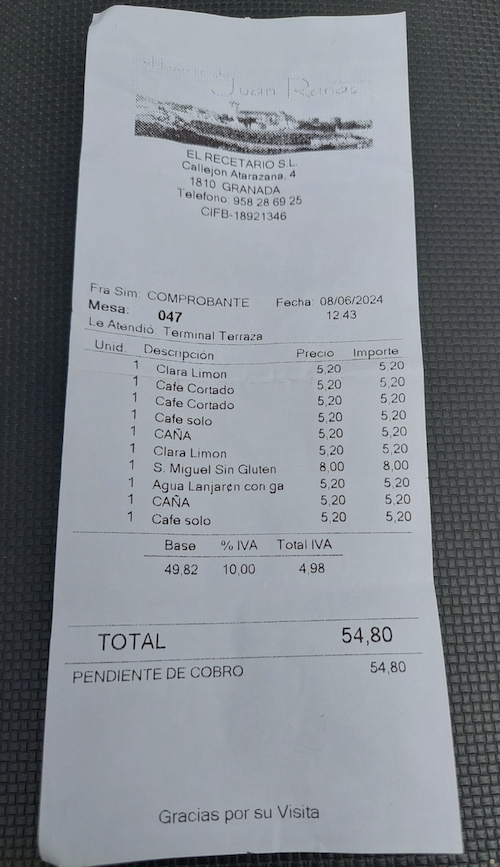 Juan Ranas
EL RECETARIO S.L.
Callejon Atarazana, 4
1810 GRANADA
Telefono: 958 28 69 25
CIFB-18921346
Fra Sim: COMPROBANTE Fecha: 08/06/2024
Mesa: 047 12:43
Le Atendió: Terminal Terraza
Unid. Descripción Precio Importe
1 Clara Limon 5,20 5,20
1 Cafe Cortado 5,20 5,20
1 Cafe Cortado 5,20 5,20
1 Cafe solo 5,20 5,20
1 CAÑA 5,20 5,20
1 Clara Limon 5,20 5,20
1 S. Miguel Sin Gluten 8,00 8,00
1 Agua Lanjarón con ga 5,20 5,20
1 CAÑA 5,20 5,20
1 Cafe solo 5,20 5,20
Base % IVA Total IVA
49,82 10,00 4,98
TOTAL 54,80
PENDIENTE DE COBRO 54,80
Gracias por su Visita